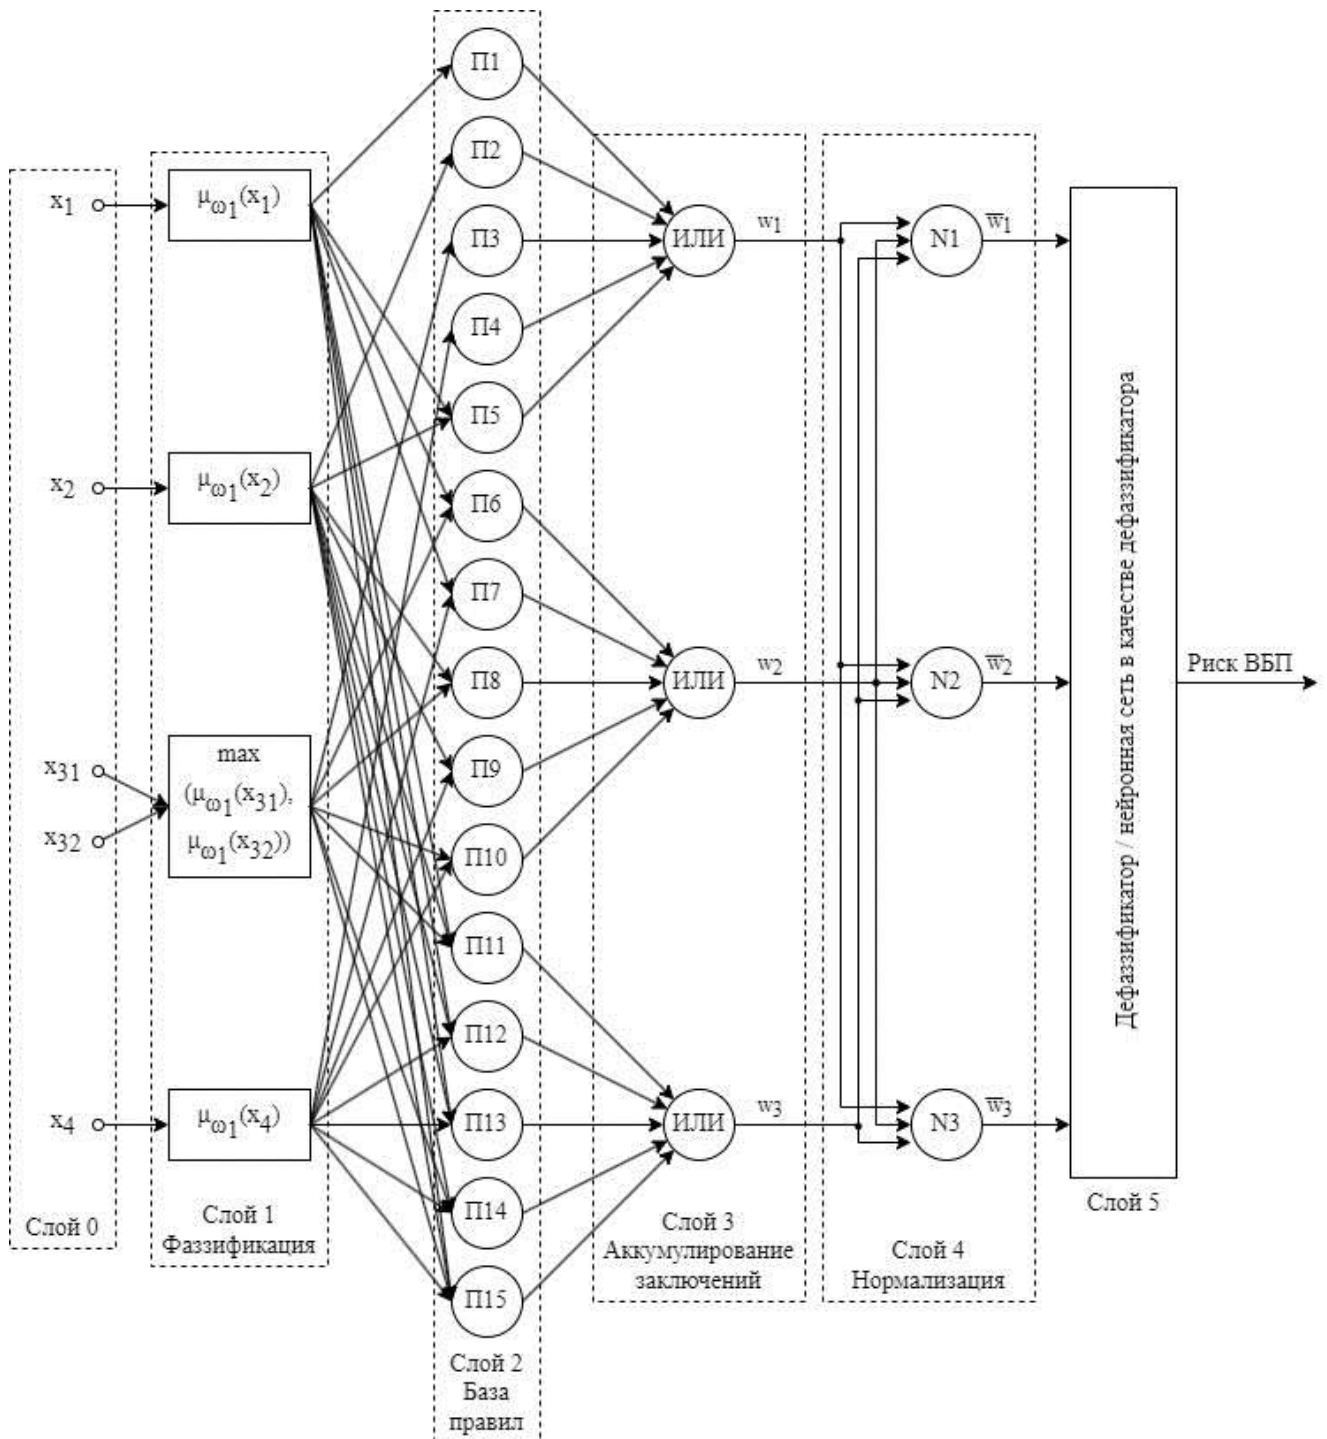 x1
x2
x31
x32
x4
Слой 0
μω1(x1)
μω1(x2)
max
(μω1(x31),
μω1(x32))
μω1(x4)
Слой 1
Фаззификация
П1
П2
П3
П4
П5
П6
П7
П8
П9
П10
П11
П12
П13
П14
П15
Слой 2
База
правил
ИЛИ
ИЛИ
ИЛИ
w1
w2
w3
Слой 3
Аккумулирование
заключений
N1
N2
N3
w̅1
w̅2
w̅3
Слой 4
Нормализация
Дефаззификатор / нейронная сеть в качестве дефазификатора
Слой 5
Риск ВБП